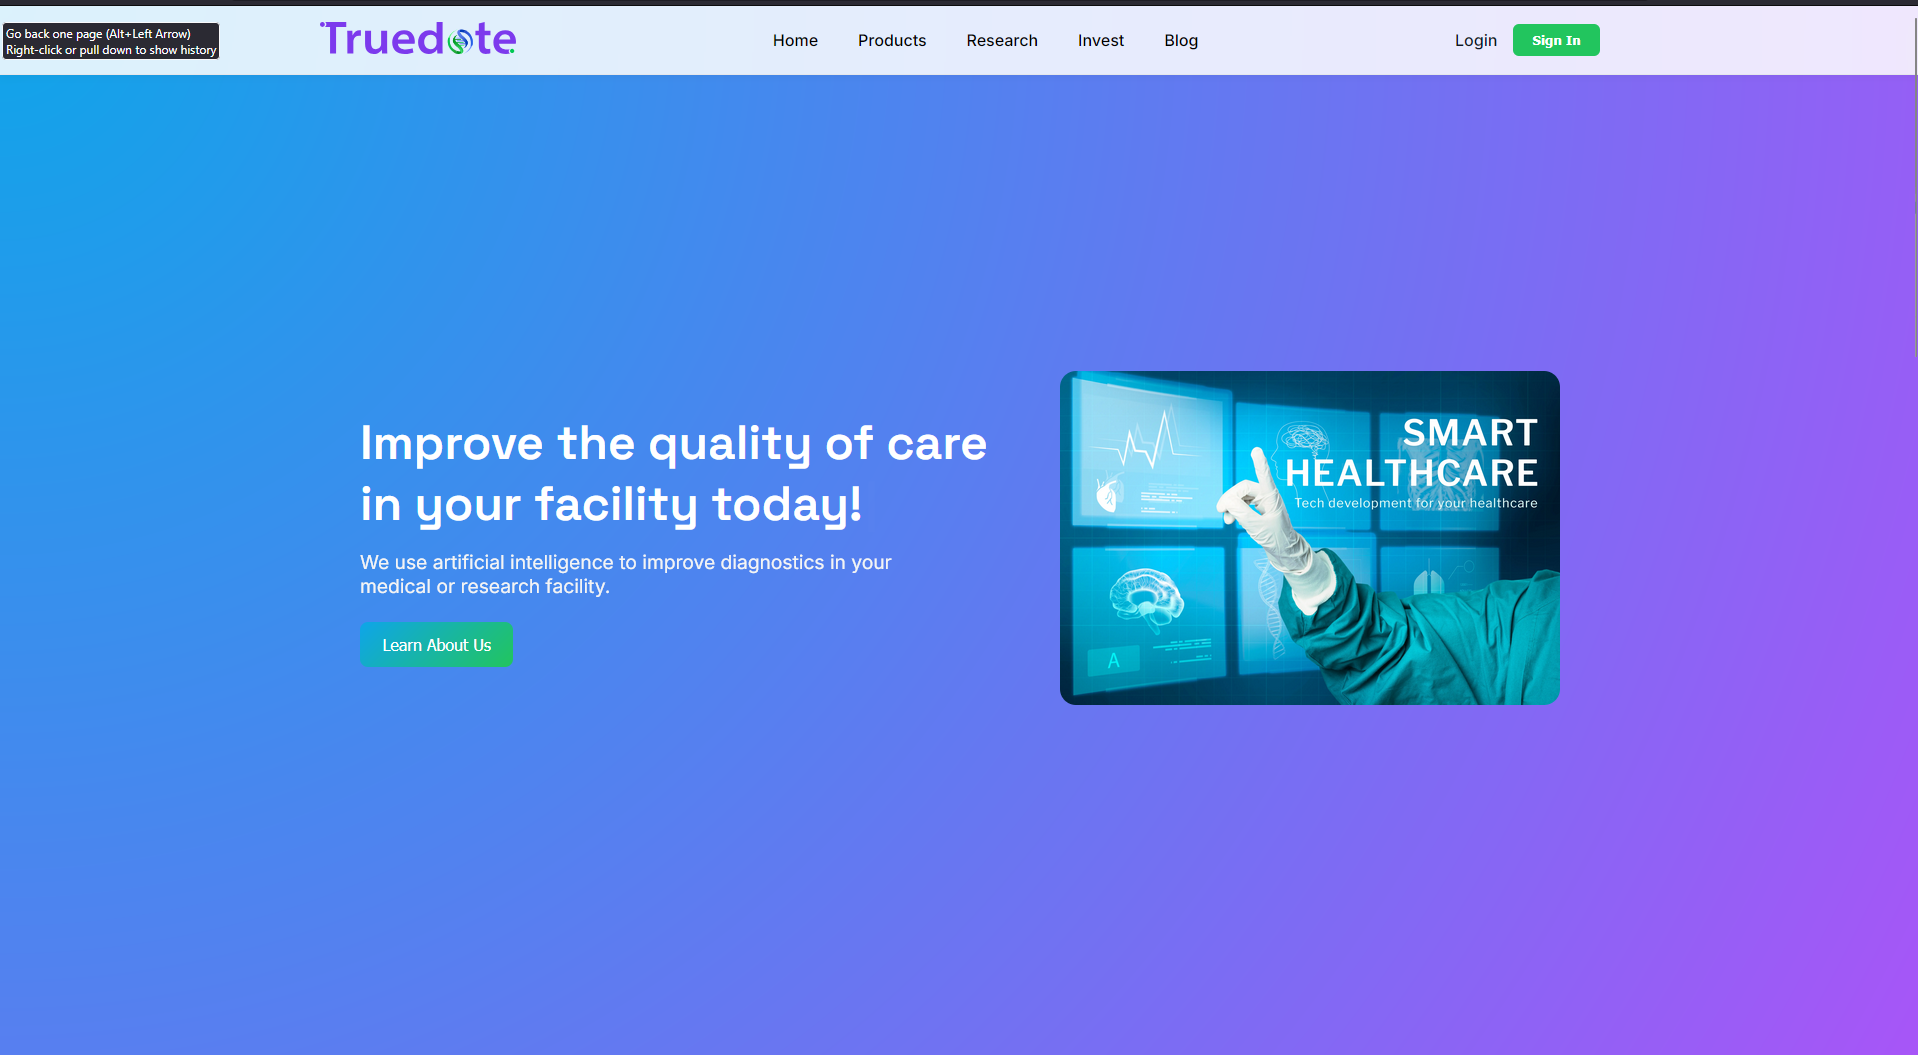 Go back one page (Alt+Left Arrow)
Right-click or pull down to show history
Truedote
Home
Products
Research
Invest
Blog
Login
Sign In
Improve the quality of care
in your facility today!
We use artificial intelligence to improve diagnostics in your
medical or research facility.
Learn About Us
SMART
HEALTHCARE
Tech development for your healthcare
A